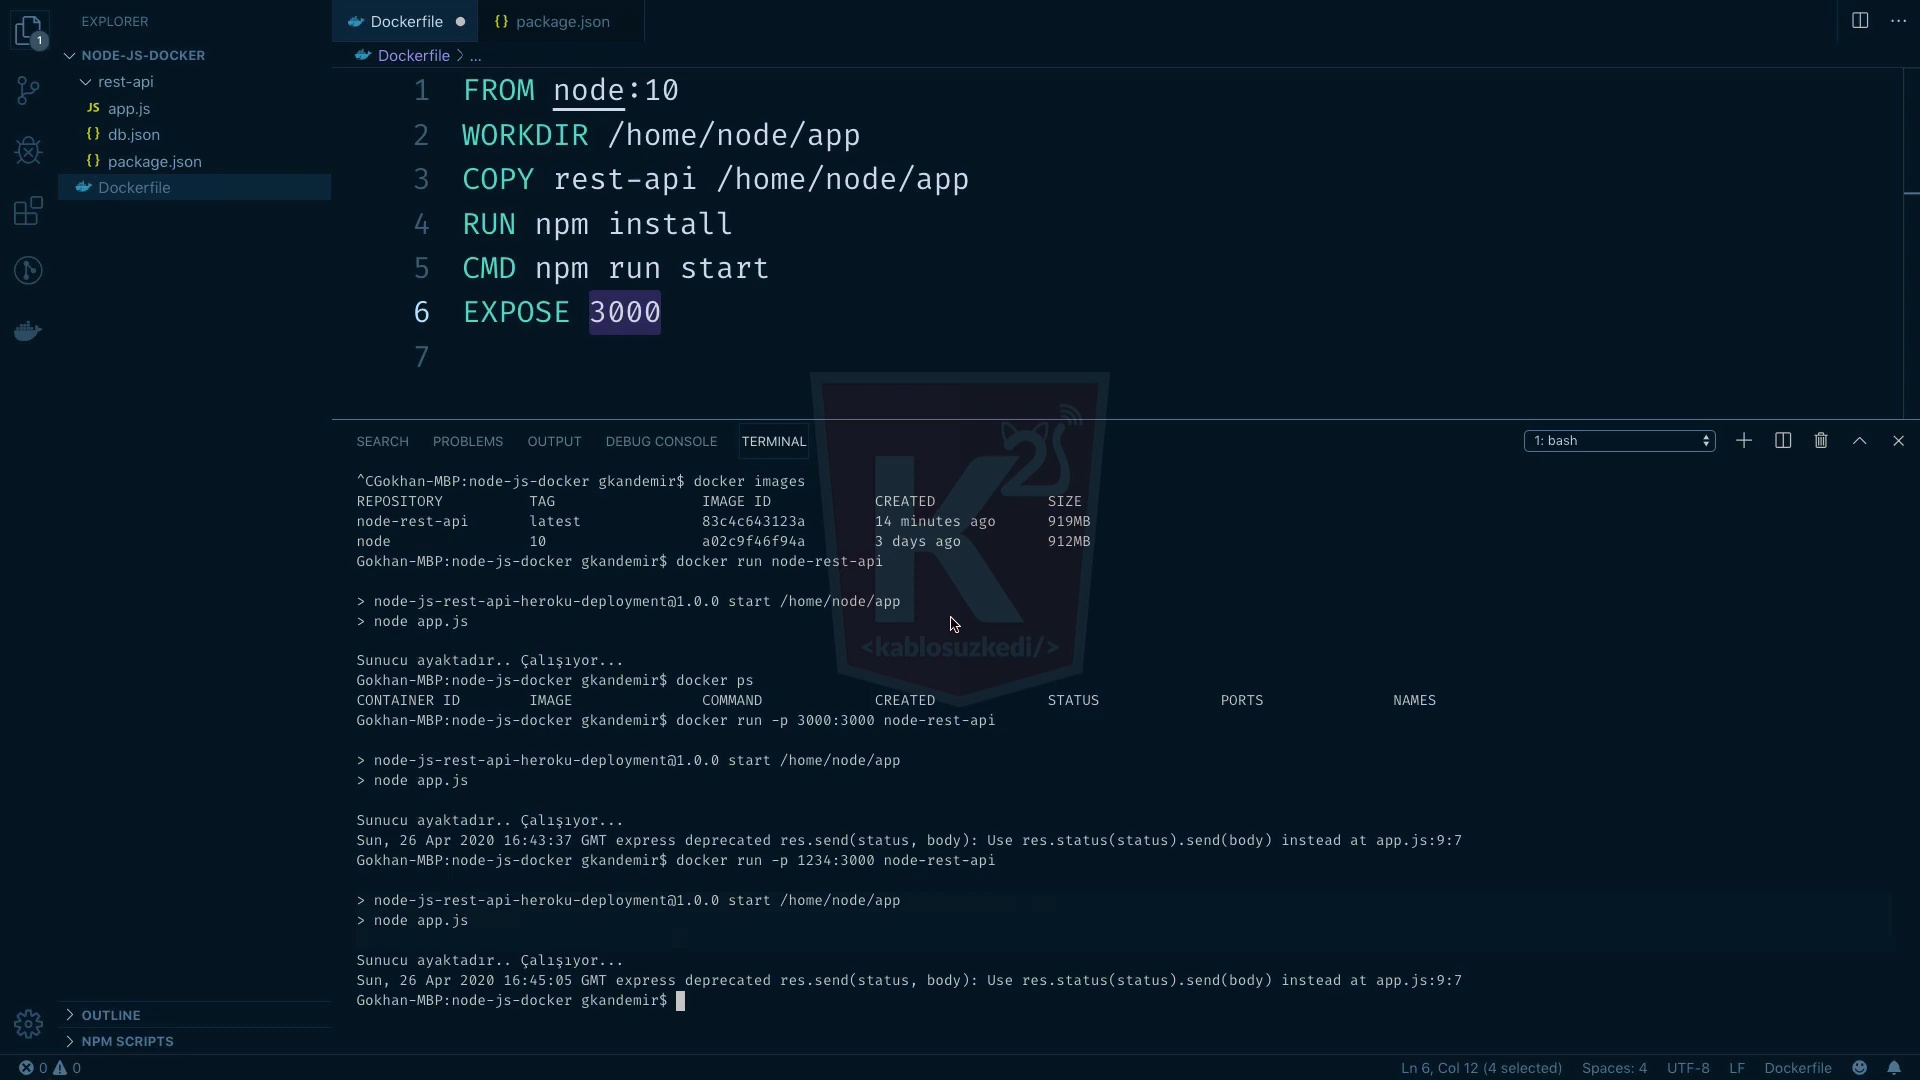 EXPLORER
NODE-JS-DOCKER
rest-api
JS app.js
{} db.json
{} package.json
Dockerfile
OUTLINE
NPM SCRIPTS
1
Dockerfile ●
{} package.json
Dockerfile > ...
1 FROM node:10
2 WORKDIR /home/node/app
3 COPY rest-api /home/node/app
4 RUN npm install
5 CMD npm run start
6 EXPOSE 3000
7
SEARCH PROBLEMS OUTPUT DEBUG CONSOLE TERMINAL 1: bash
^CGokhan-MBP:node-js-docker gkandemir$ docker images
REPOSITORY TAG IMAGE ID CREATED SIZE
node-rest-api latest 83c4c643123a 14 minutes ago 919MB
node 10 a02c9f46f94a 3 days ago 912MB
Gokhan-MBP:node-js-docker gkandemir$ docker run node-rest-api
> node-js-rest-api-heroku-deployment@1.0.0 start /home/node/app
> node app.js
Sunucu ayaktadır.. Çalışıyor...
Gokhan-MBP:node-js-docker gkandemir$ docker ps
CONTAINER ID IMAGE COMMAND CREATED STATUS PORTS NAMES
Gokhan-MBP:node-js-docker gkandemir$ docker run -p 3000:3000 node-rest-api
> node-js-rest-api-heroku-deployment@1.0.0 start /home/node/app
> node app.js
Sunucu ayaktadır.. Çalışıyor...
Sun, 26 Apr 2020 16:43:37 GMT express deprecated res.send(status, body): Use res.status(status).send(body) instead at app.js:9:7
Gokhan-MBP:node-js-docker gkandemir$ docker run -p 1234:3000 node-rest-api
> node-js-rest-api-heroku-deployment@1.0.0 start /home/node/app
> node app.js
Sunucu ayaktadır.. Çalışıyor...
Sun, 26 Apr 2020 16:45:05 GMT express deprecated res.send(status, body): Use res.status(status).send(body) instead at app.js:9:7
Gokhan-MBP:node-js-docker gkandemir$
K
<kablosuzkedi/>
0 0
Ln 6, Col 12 (4 selected) Spaces: 4 UTF-8 LF Dockerfile